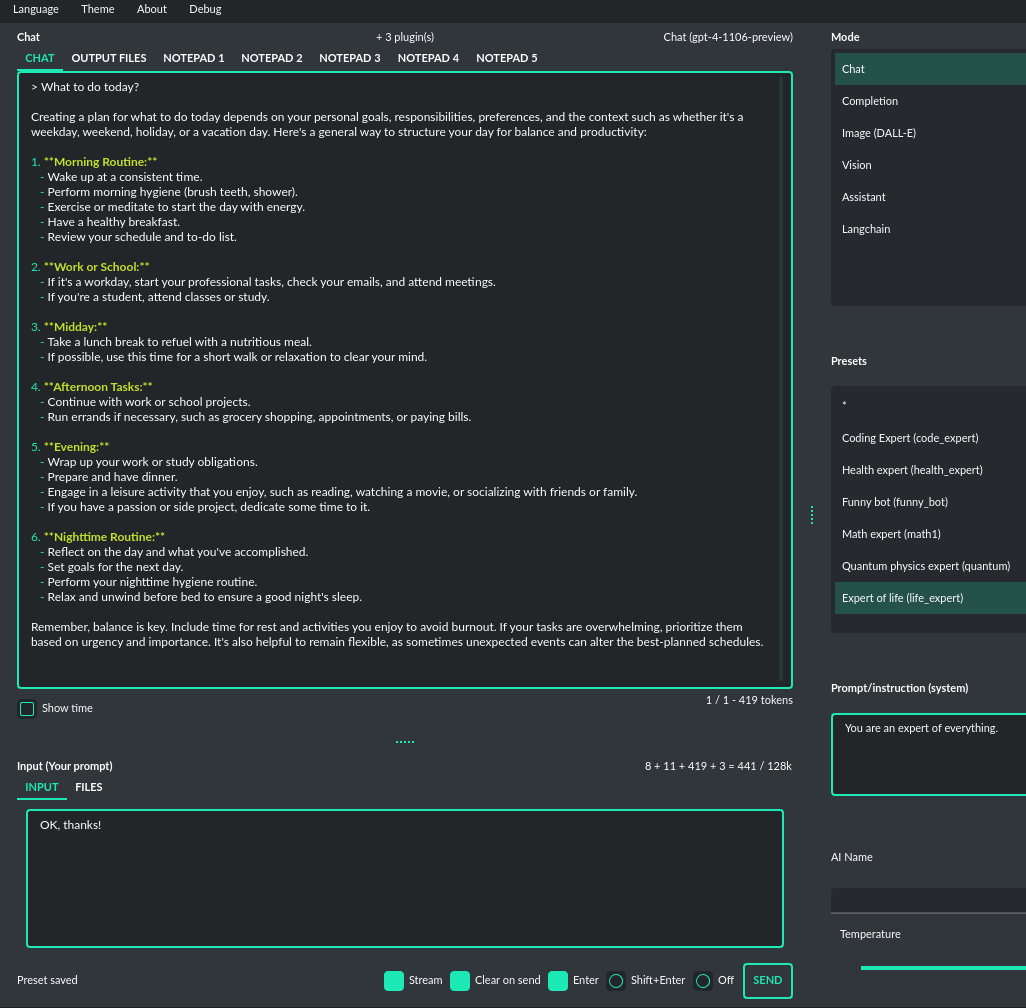 Language Theme About Debug
Chat + 3 plugin(s) Chat (gpt-4-1106-preview)
CHAT OUTPUT FILES NOTEPAD 1 NOTEPAD 2 NOTEPAD 3 NOTEPAD 4 NOTEPAD 5
> What to do today?
Creating a plan for what to do today depends on your personal goals, responsibilities, preferences, and the context such as whether it's a
weekday, weekend, holiday, or a vacation day. Here's a general way to structure your day for balance and productivity:
1. **Morning Routine:**
- Wake up at a consistent time.
- Perform morning hygiene (brush teeth, shower).
- Exercise or meditate to start the day with energy.
- Have a healthy breakfast.
- Review your schedule and to-do list.
2. **Work or School:**
- If it's a workday, start your professional tasks, check your emails, and attend meetings.
- If you're a student, attend classes or study.
3. **Midday:**
- Take a lunch break to refuel with a nutritious meal.
- If possible, use this time for a short walk or relaxation to clear your mind.
4. **Afternoon Tasks:**
- Continue with work or school projects.
- Run errands if necessary, such as grocery shopping, appointments, or paying bills.
5. **Evening:**
- Wrap up your work or study obligations.
- Prepare and have dinner.
- Engage in a leisure activity that you enjoy, such as reading, watching a movie, or socializing with friends or family.
- If you have a passion or side project, dedicate some time to it.
6. **Nighttime Routine:**
- Reflect on the day and what you've accomplished.
- Set goals for the next day.
- Perform your nighttime hygiene routine.
- Relax and unwind before bed to ensure a good night's sleep.
Remember, balance is key. Include time for rest and activities you enjoy to avoid burnout. If your tasks are overwhelming, prioritize them
based on urgency and importance. It's also helpful to remain flexible, as sometimes unexpected events can alter the best-planned schedules.
Show time 1 / 1 - 419 tokens
Input (Your prompt) 8 + 11 + 419 + 3 = 441 / 128k
INPUT FILES
OK, thanks!
Preset saved Stream Clear on send Enter Shift+Enter Off SEND
Mode
Chat
Completion
Image (DALL-E)
Vision
Assistant
Langchain
Presets
*
Coding Expert (code_expert)
Health expert (health_expert)
Funny bot (funny_bot)
Math expert (math1)
Quantum physics expert (quantum)
Expert of life (life_expert)
Prompt/instruction (system)
You are an expert of everything.
AI Name
Temperature